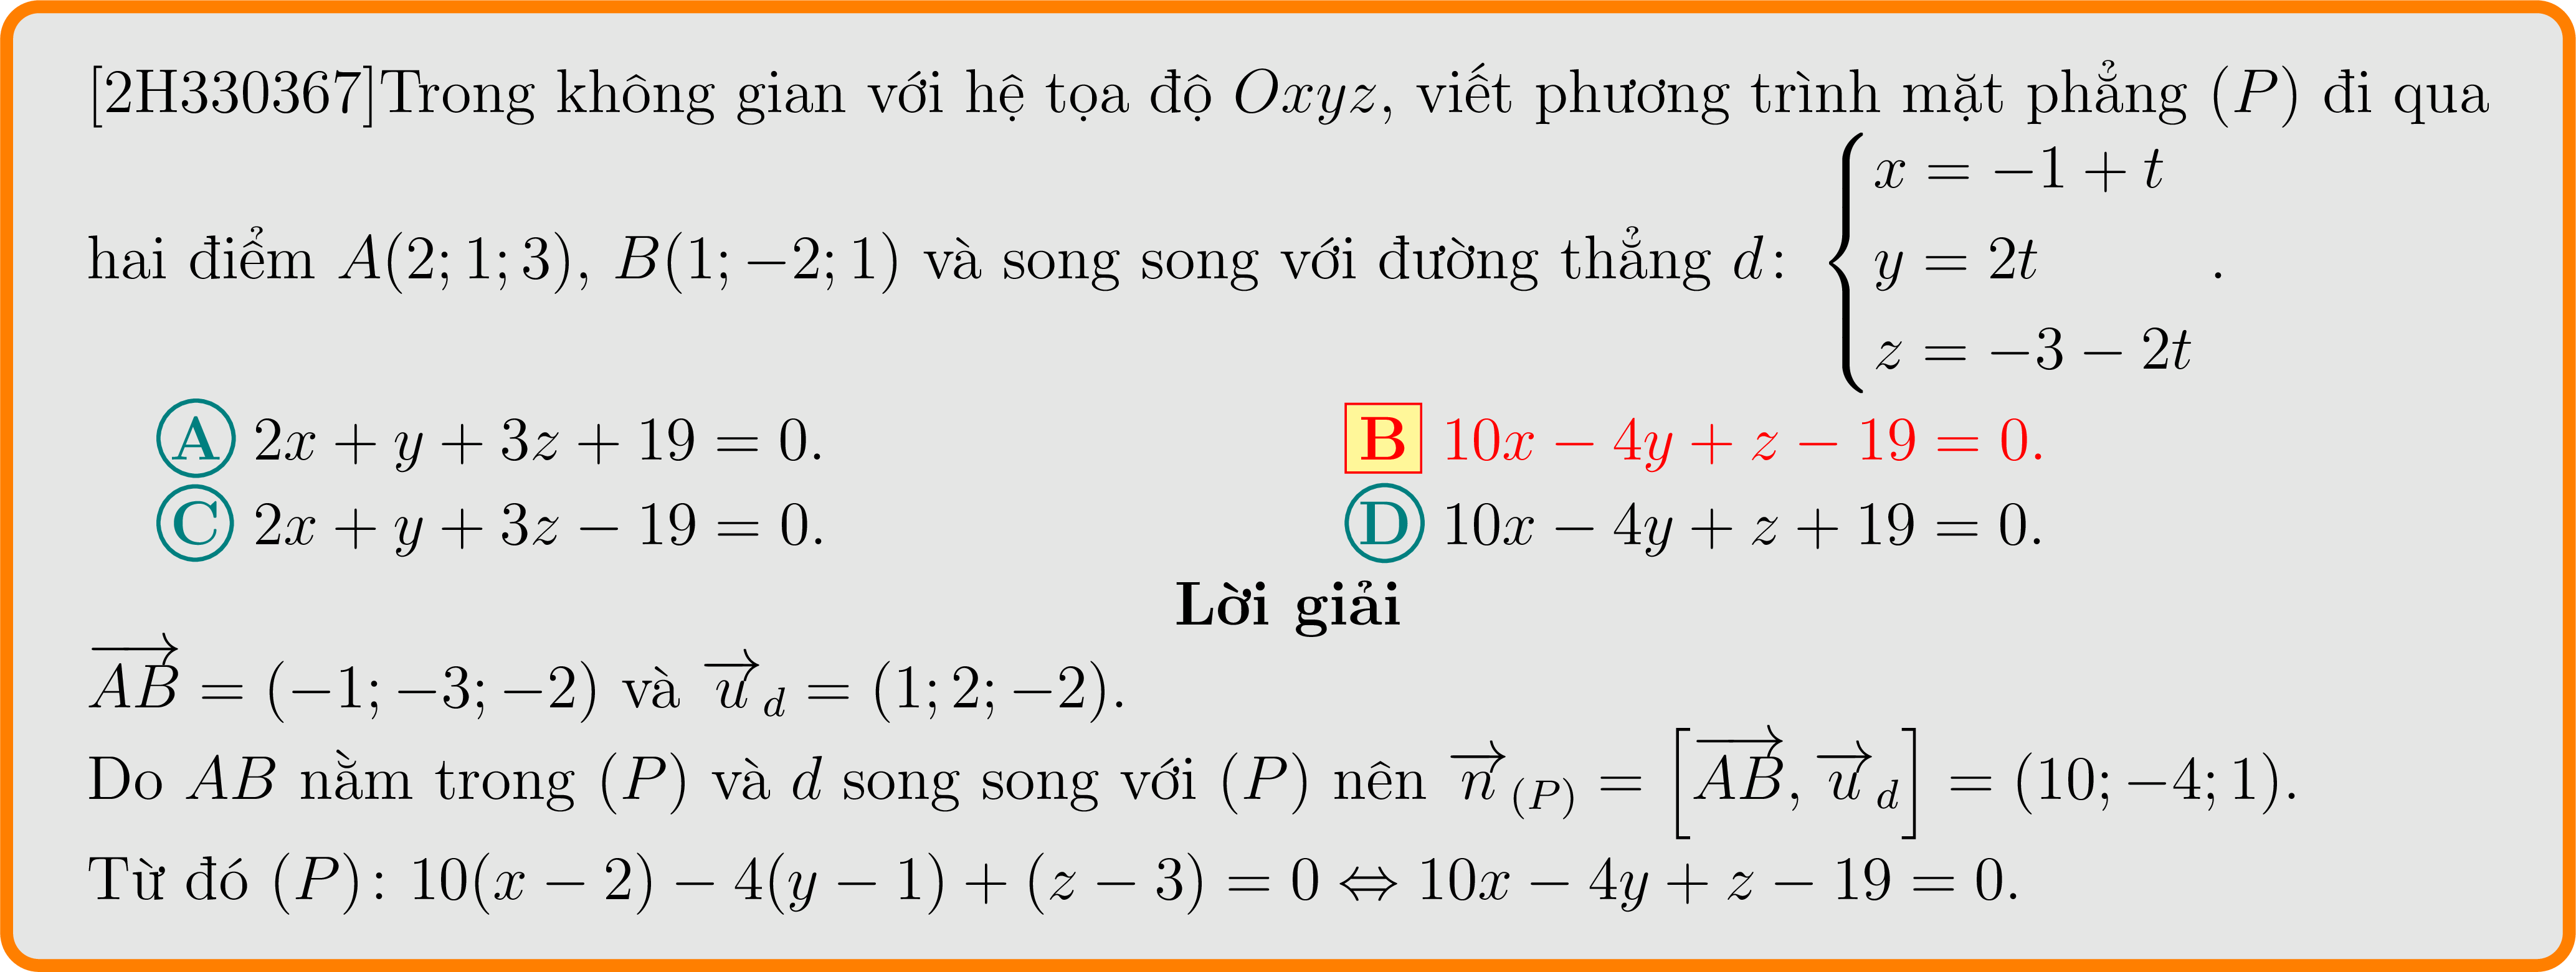 [2H330367]Trong không gian với hệ tọa độ $Oxyz$, viết phương trình mặt phẳng $(P)$ đi qua
hai điểm $A(2; 1; 3)$, $B(1; -2; 1)$ và song song với đường thẳng $d\colon \begin{cases} x = -1 + t \\ y = 2t \\ z = -3 - 2t \end{cases}$.
A $2x + y + 3z + 19 = 0$. B $10x - 4y + z - 19 = 0$.
C $2x + y + 3z - 19 = 0$. D $10x - 4y + z + 19 = 0$.
Lời giải
$\overrightarrow{AB} = (-1; -3; -2)$ và $\overrightarrow{u}_d = (1; 2; -2)$.
Do $AB$ nằm trong $(P)$ và $d$ song song với $(P)$ nên $\overrightarrow{n}_{(P)} = \left[\overrightarrow{AB}, \overrightarrow{u}_d\right] = (10; -4; 1)$.
Từ đó $(P)\colon 10(x - 2) - 4(y - 1) + (z - 3) = 0 \Leftrightarrow 10x - 4y + z - 19 = 0$.